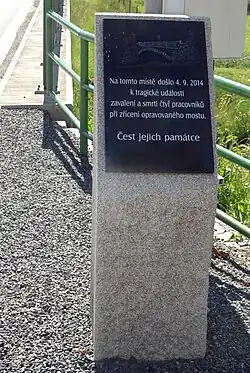 Na tomto místě došlo 4. 9. 2014
k tragické události
zavalení a smrti čtyř pracovníků
při zřícení opravovaného mostu.
Čest jejich památce